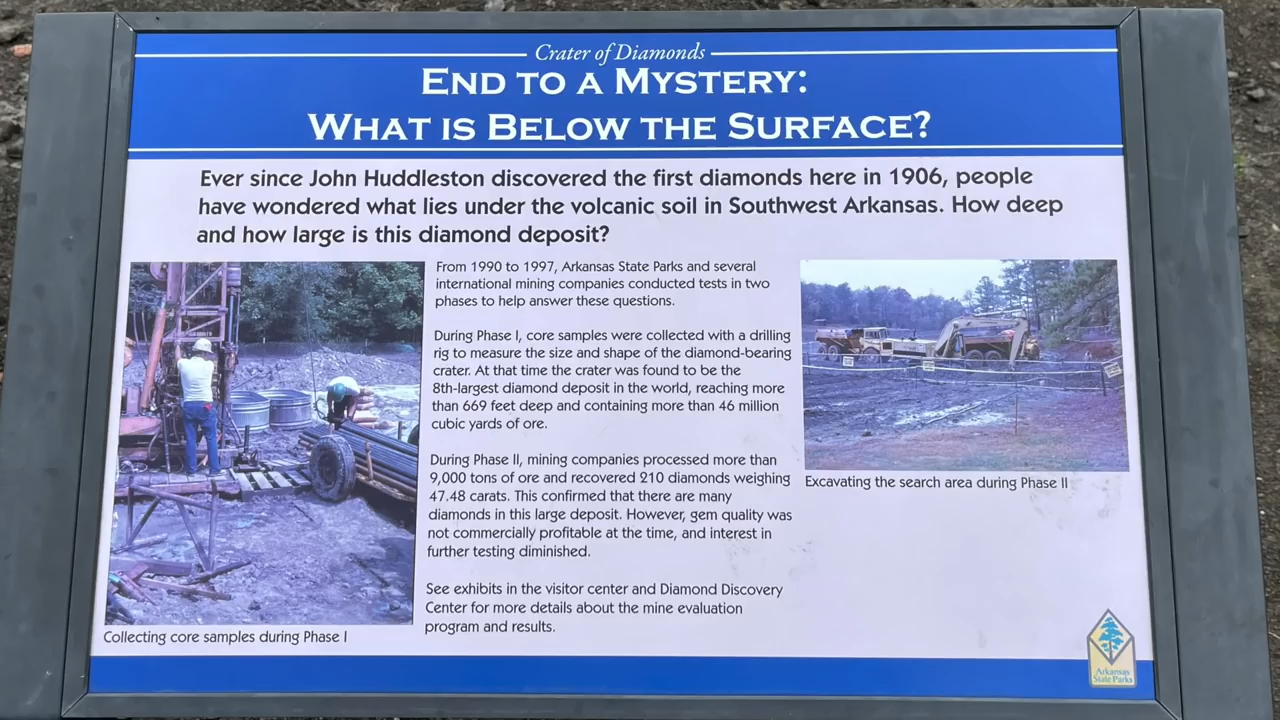 Crater of Diamonds
END TO A MYSTERY:
WHAT IS BELOW THE SURFACE?
Ever since John Huddleston discovered the first diamonds here in 1906, people
have wondered what lies under the volcanic soil in Southwest Arkansas. How deep
and how large is this diamond deposit?
From 1990 to 1997, Arkansas State Parks and several
international mining companies conducted tests in two
phases to help answer these questions.
During Phase I, core samples were collected with a drilling
rig to measure the size and shape of the diamond-bearing
crater. At that time the crater was found to be the
8th-largest diamond deposit in the world, reaching more
than 669 feet deep and containing more than 46 million
cubic yards of ore.
During Phase II, mining companies processed more than
9,000 tons of ore and recovered 210 diamonds weighing
47.48 carats. This confirmed that there are many
diamonds in this large deposit. However, gem quality was
not commercially profitable at the time, and interest in
further testing diminished.
See exhibits in the visitor center and Diamond Discovery
Center for more details about the mine evaluation
program and results.
Collecting core samples during Phase I
Excavating the search area during Phase II
Arkansas
State Parks